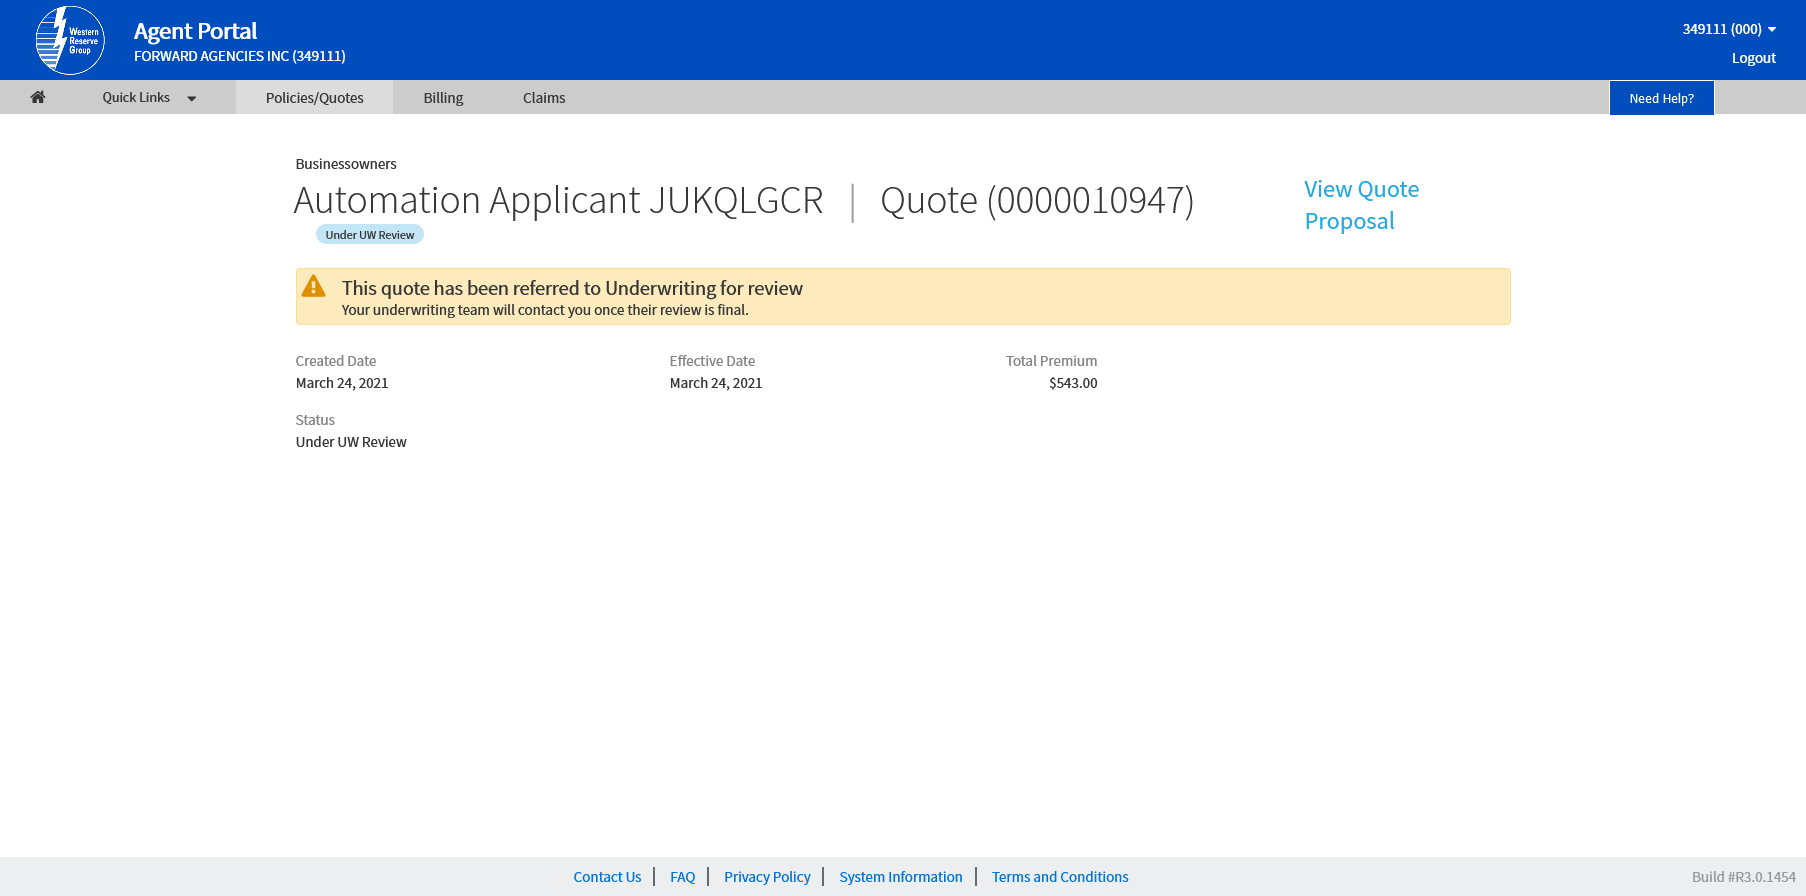 Western
Reserve
Group
Agent Portal
FORWARD AGENCIES INC (349111)
349111 (000)
Logout
Quick Links
Policies/Quotes
Billing
Claims
Need Help?
Businessowners
Automation Applicant JUKQLGCR | Quote (0000010947)
Under UW Review
View Quote
Proposal
This quote has been referred to Underwriting for review
Your underwriting team will contact you once their review is final.
Created Date
March 24, 2021
Effective Date
March 24, 2021
Total Premium
$543.00
Status
Under UW Review
Contact Us | FAQ | Privacy Policy | System Information | Terms and Conditions
Build #R3.0.1454